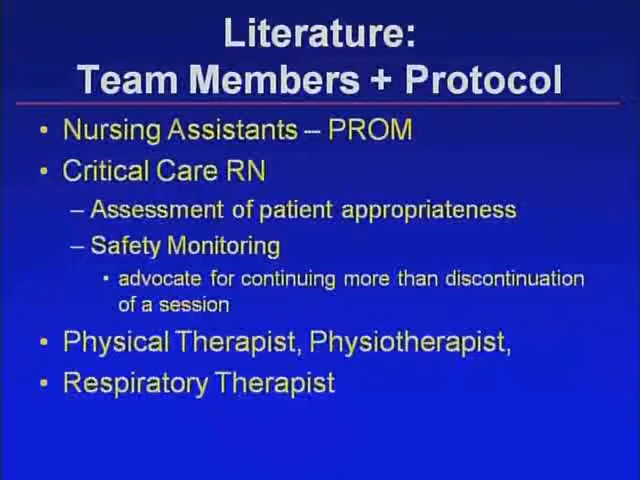 Literature:
Team Members + Protocol
• Nursing Assistants – PROM
• Critical Care RN
– Assessment of patient appropriateness
– Safety Monitoring
• advocate for continuing more than discontinuation
of a session
• Physical Therapist, Physiotherapist,
• Respiratory Therapist